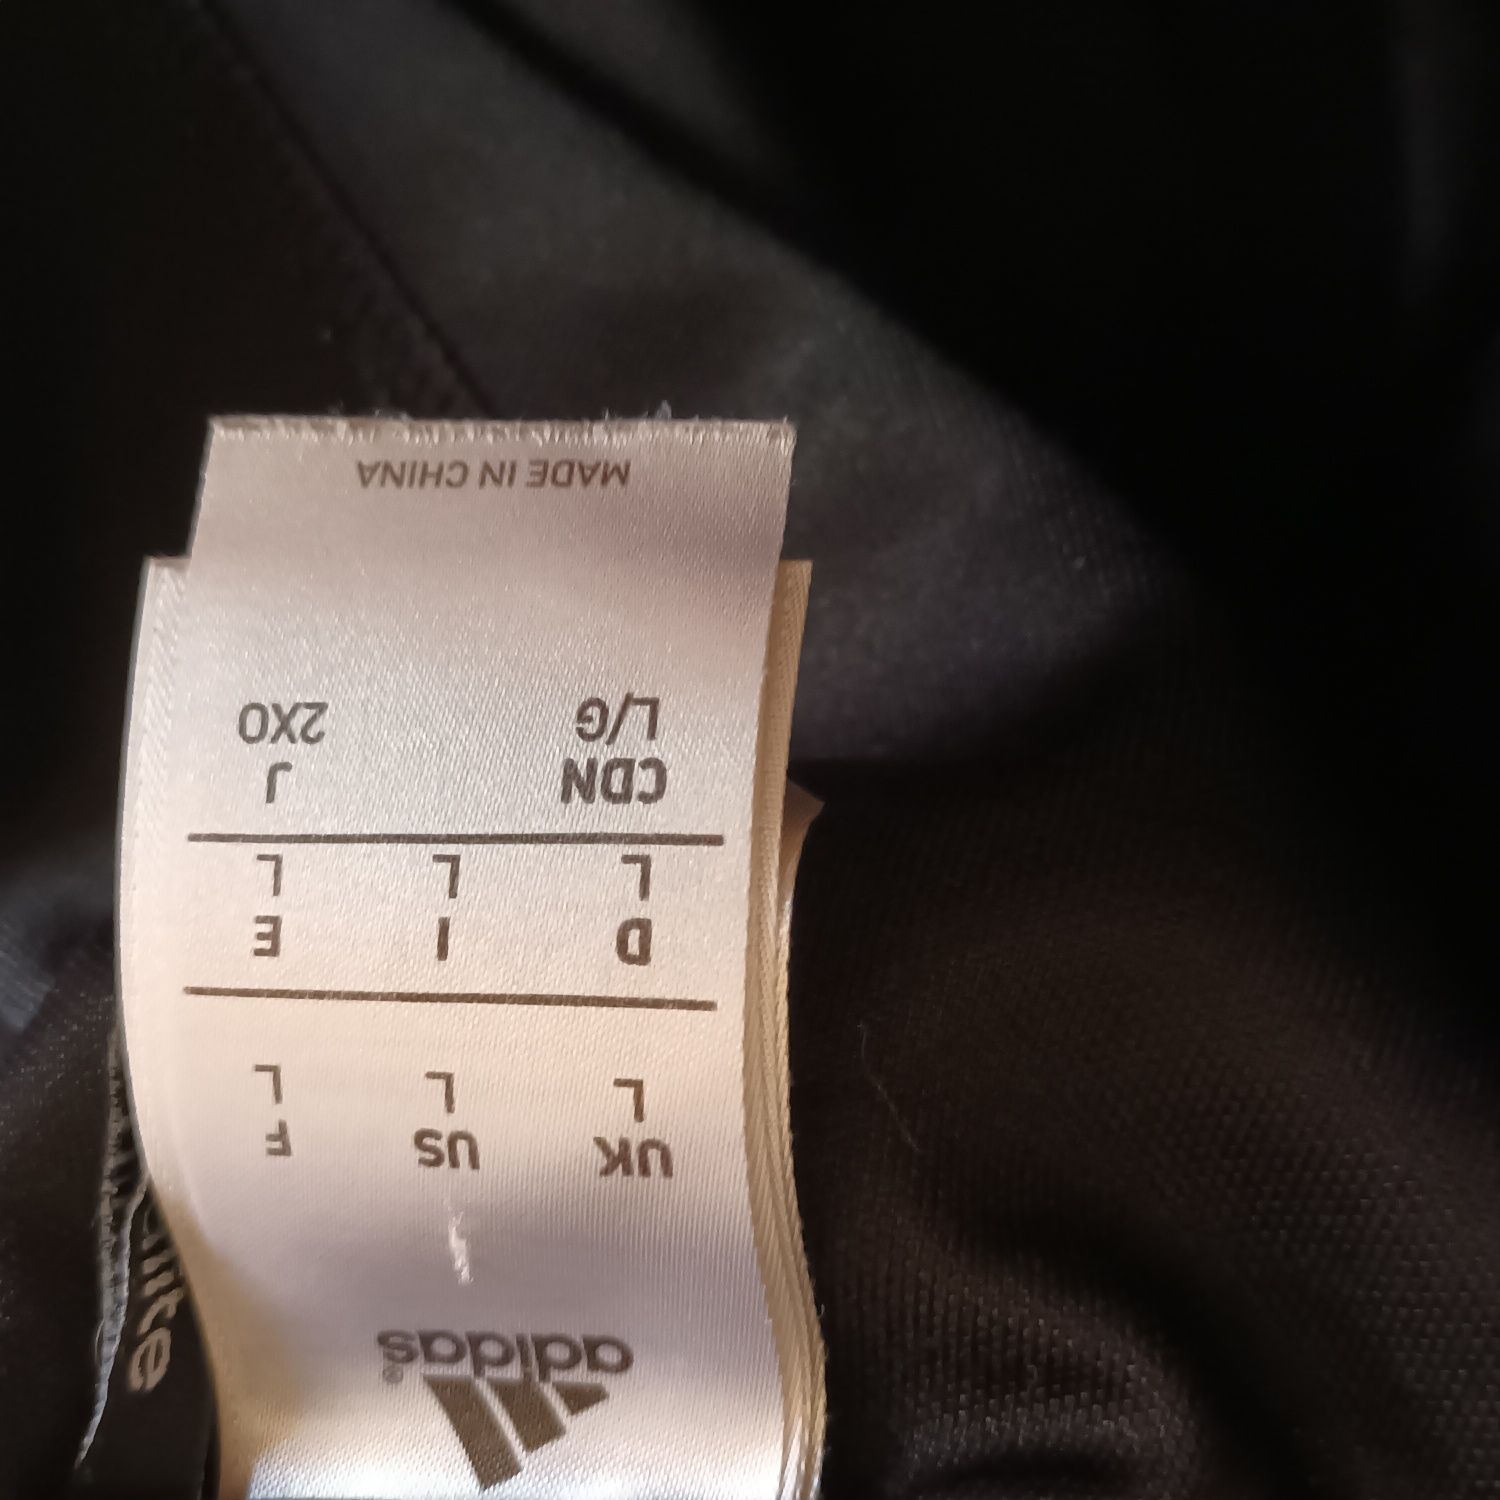 adidas®
UK US F
L L L
D I E
L L L
CDN J
L/G 2XO
MADE IN CHINA